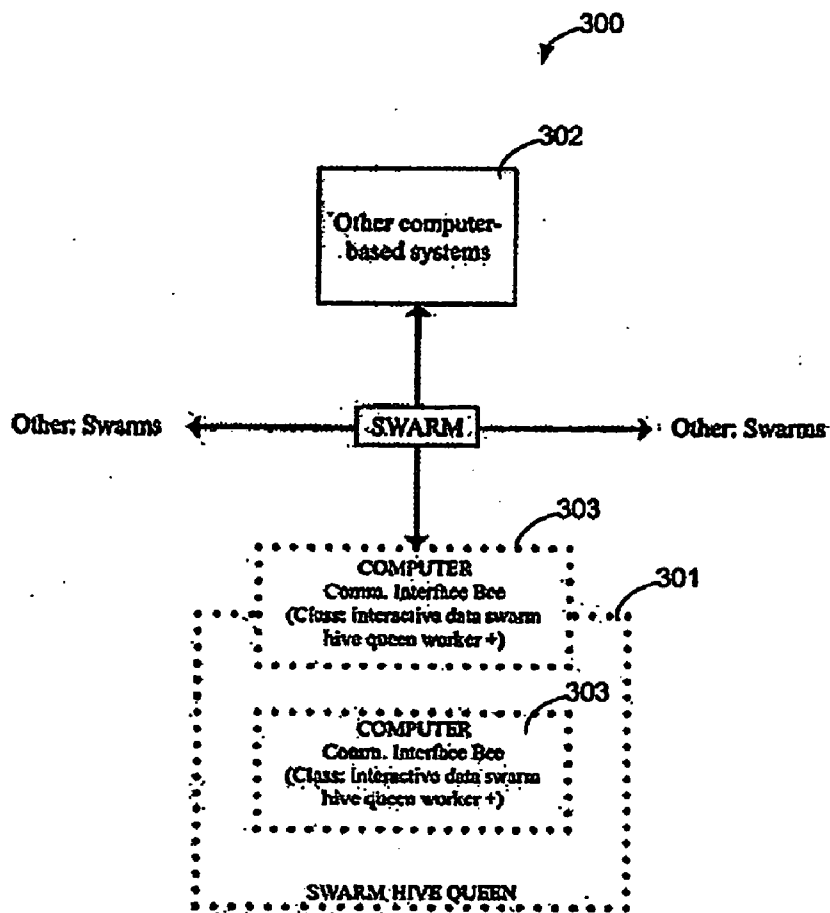 300
302
Other computer-
based systems
Other: Swarms
SWARM
Other: Swarms
303
COMPUTER
Comm. Interface Bee
(Class: interactive data swarm
hive queen worker +)
301
303
COMPUTER
Comm. Interface Bee
(Class: interactive data swarm
hive queen worker +)
SWARM HIVE QUEEN